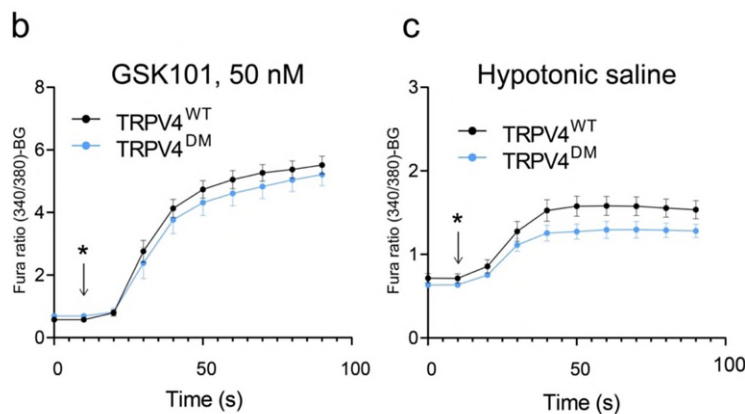 b
GSK101, 50 nM
Fura ratio (340/380)-BG
8
6
4
2
0
TRPV4WT
TRPV4DM
*
0 50 100
Time (s)
c
Hypotonic saline
Fura ratio (340/380)-BG
3
2
1
0
TRPV4WT
TRPV4DM
*
0 50 100
Time (s)